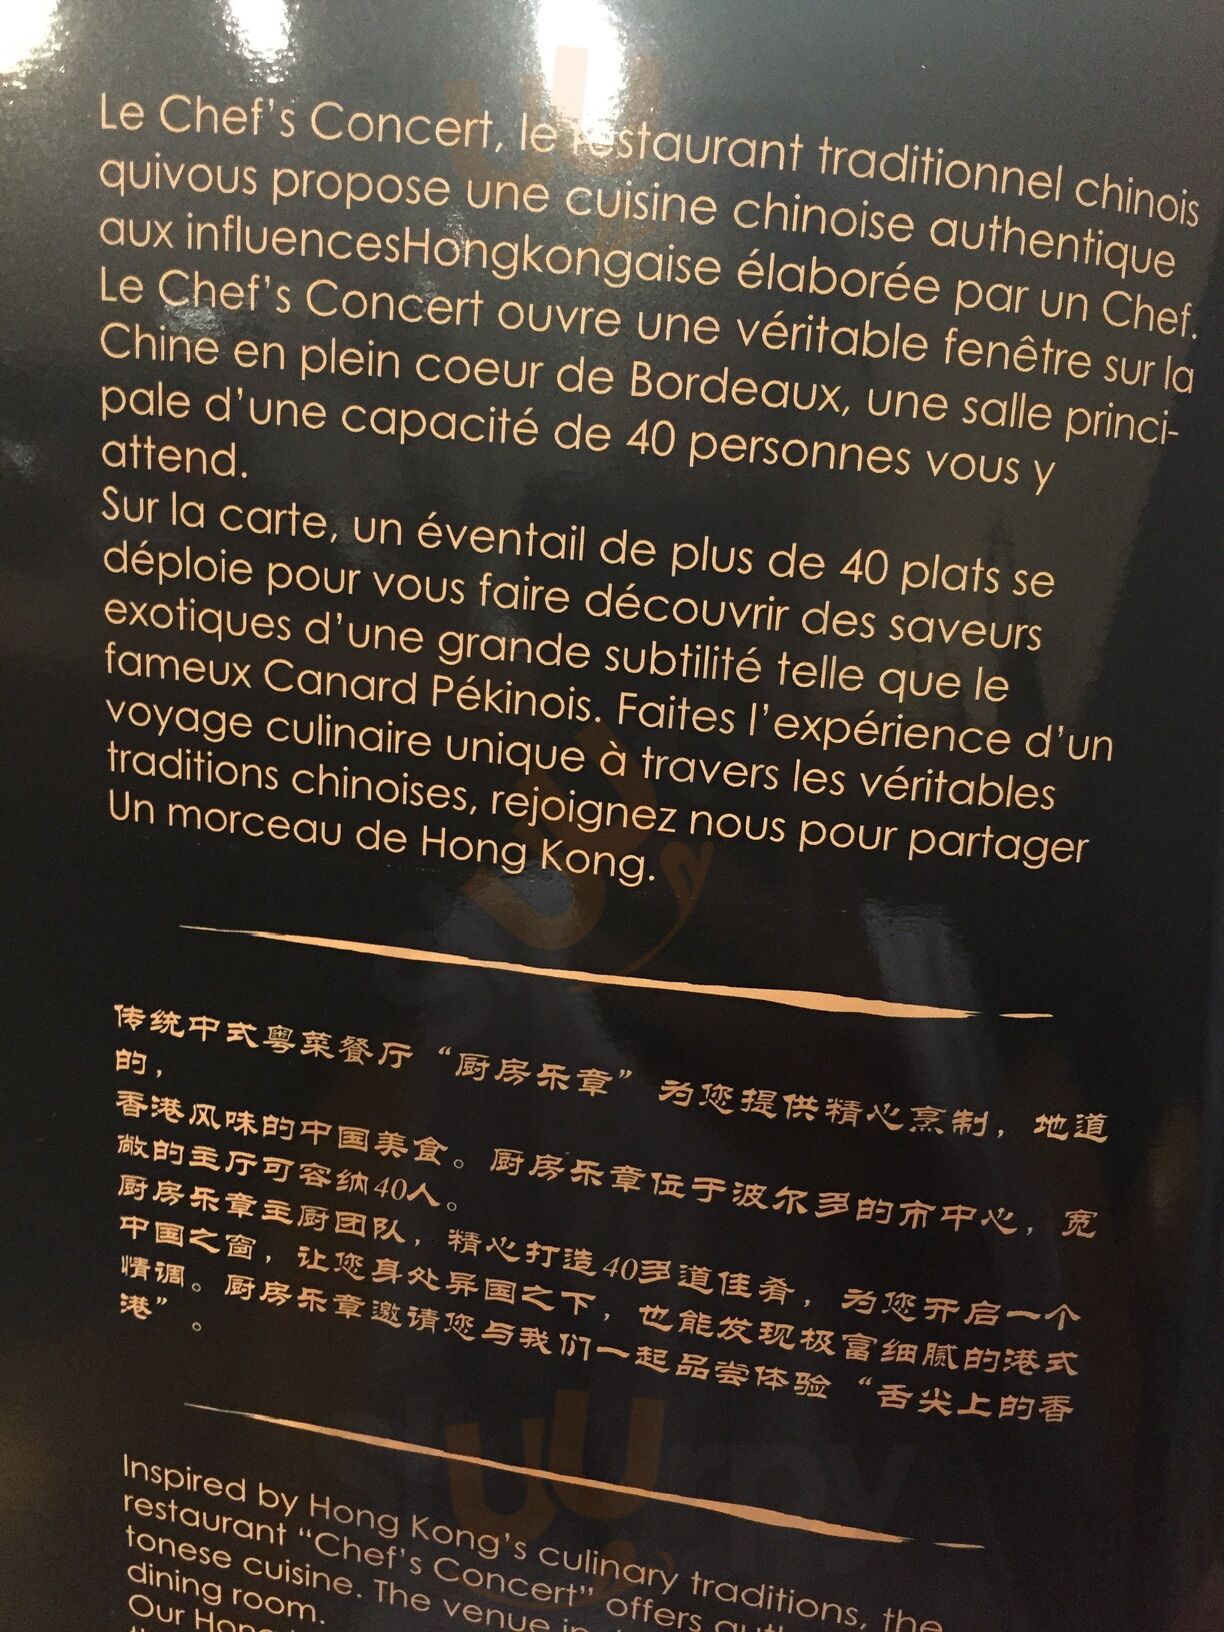 Le Chef's Concert, le restaurant traditionnel chinois
quivous propose une cuisine chinoise authentique
aux influencesHongkongaise élaborée par un Chef.
Le Chef's Concert ouvre une véritable fenêtre sur la
Chine en plein coeur de Bordeaux, une salle princi-
pale d'une capacité de 40 personnes vous y
attend.
Sur la carte, un éventail de plus de 40 plats se
déploie pour vous faire découvrir des saveurs
exotiques d'une grande subtilité telle que le
fameux Canard Pékinois. Faites l'expérience d'un
voyage culinaire unique à travers les véritables
traditions chinoises, rejoignez nous pour partager
Un morceau de Hong Kong.
传统中式粤菜餐厅“厨房乐章”为您提供精心烹制，地道
的，
香港风味的中国美食。厨房乐章位于波尔多的市中心，宽
敞的主厅可容纳40人。
厨房乐章主厨团队，精心打造40多道佳肴，为您开启一个
中国之窗，让您身处异国之下，也能发现极富细腻的港式
情调。厨房乐章邀请您与我们一起品尝体验“舌尖上的香
港”。
Inspired by Hong Kong's culinary traditions, the
restaurant “Chef's Concert” offers
tonese cuisine. The venue
dining room.
Our